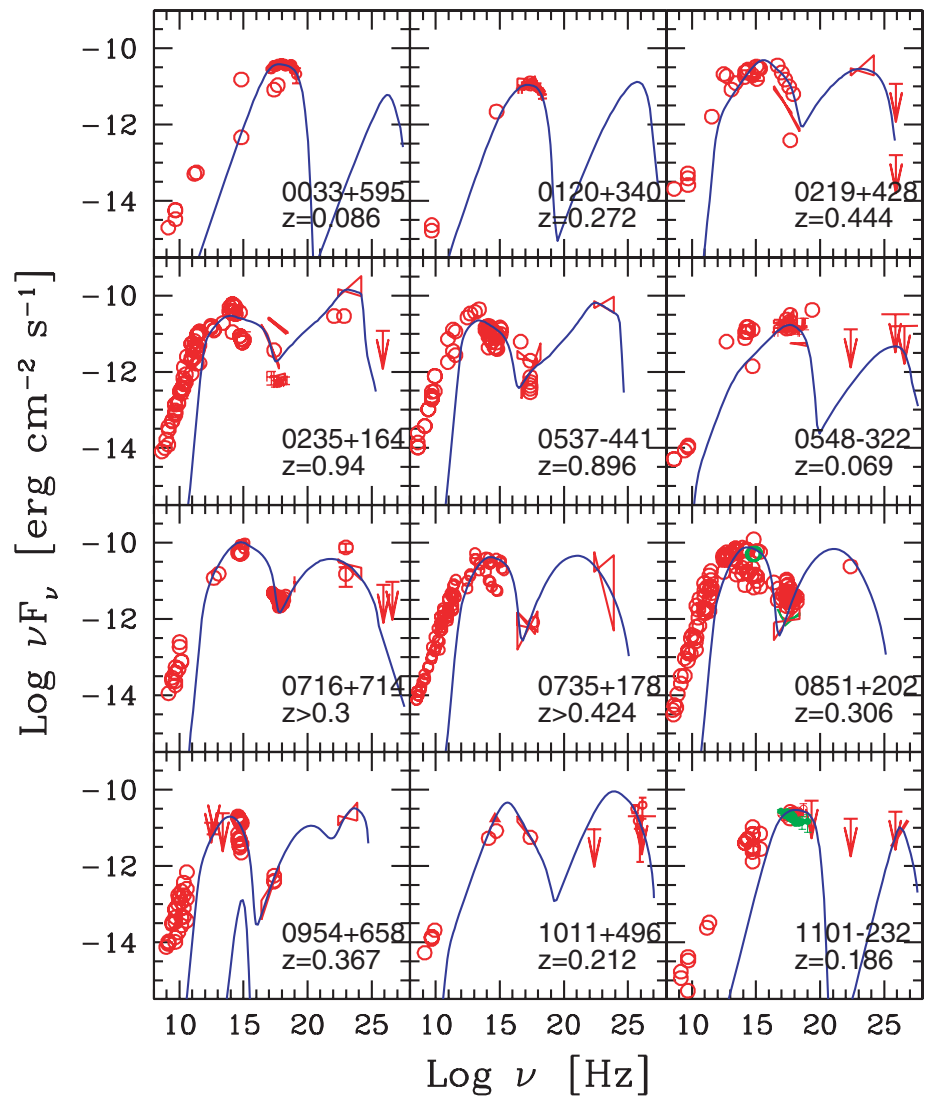 −10
−12
−14
0033+595
z=0.086
0120+340
z=0.272
0219+428
z=0.444
−10
−12
−14
0235+164
z=0.94
0537-441
z=0.896
0548-322
z=0.069
−10
−12
−14
0716+714
z>0.3
0735+178
z>0.424
0851+202
z=0.306
−10
−12
−14
0954+658
z=0.367
1011+496
z=0.212
1101-232
z=0.186
10 15 20 25 10 15 20 25 10 15 20 25
Log ν [Hz]
Log νFν [erg cm−2 s−1]